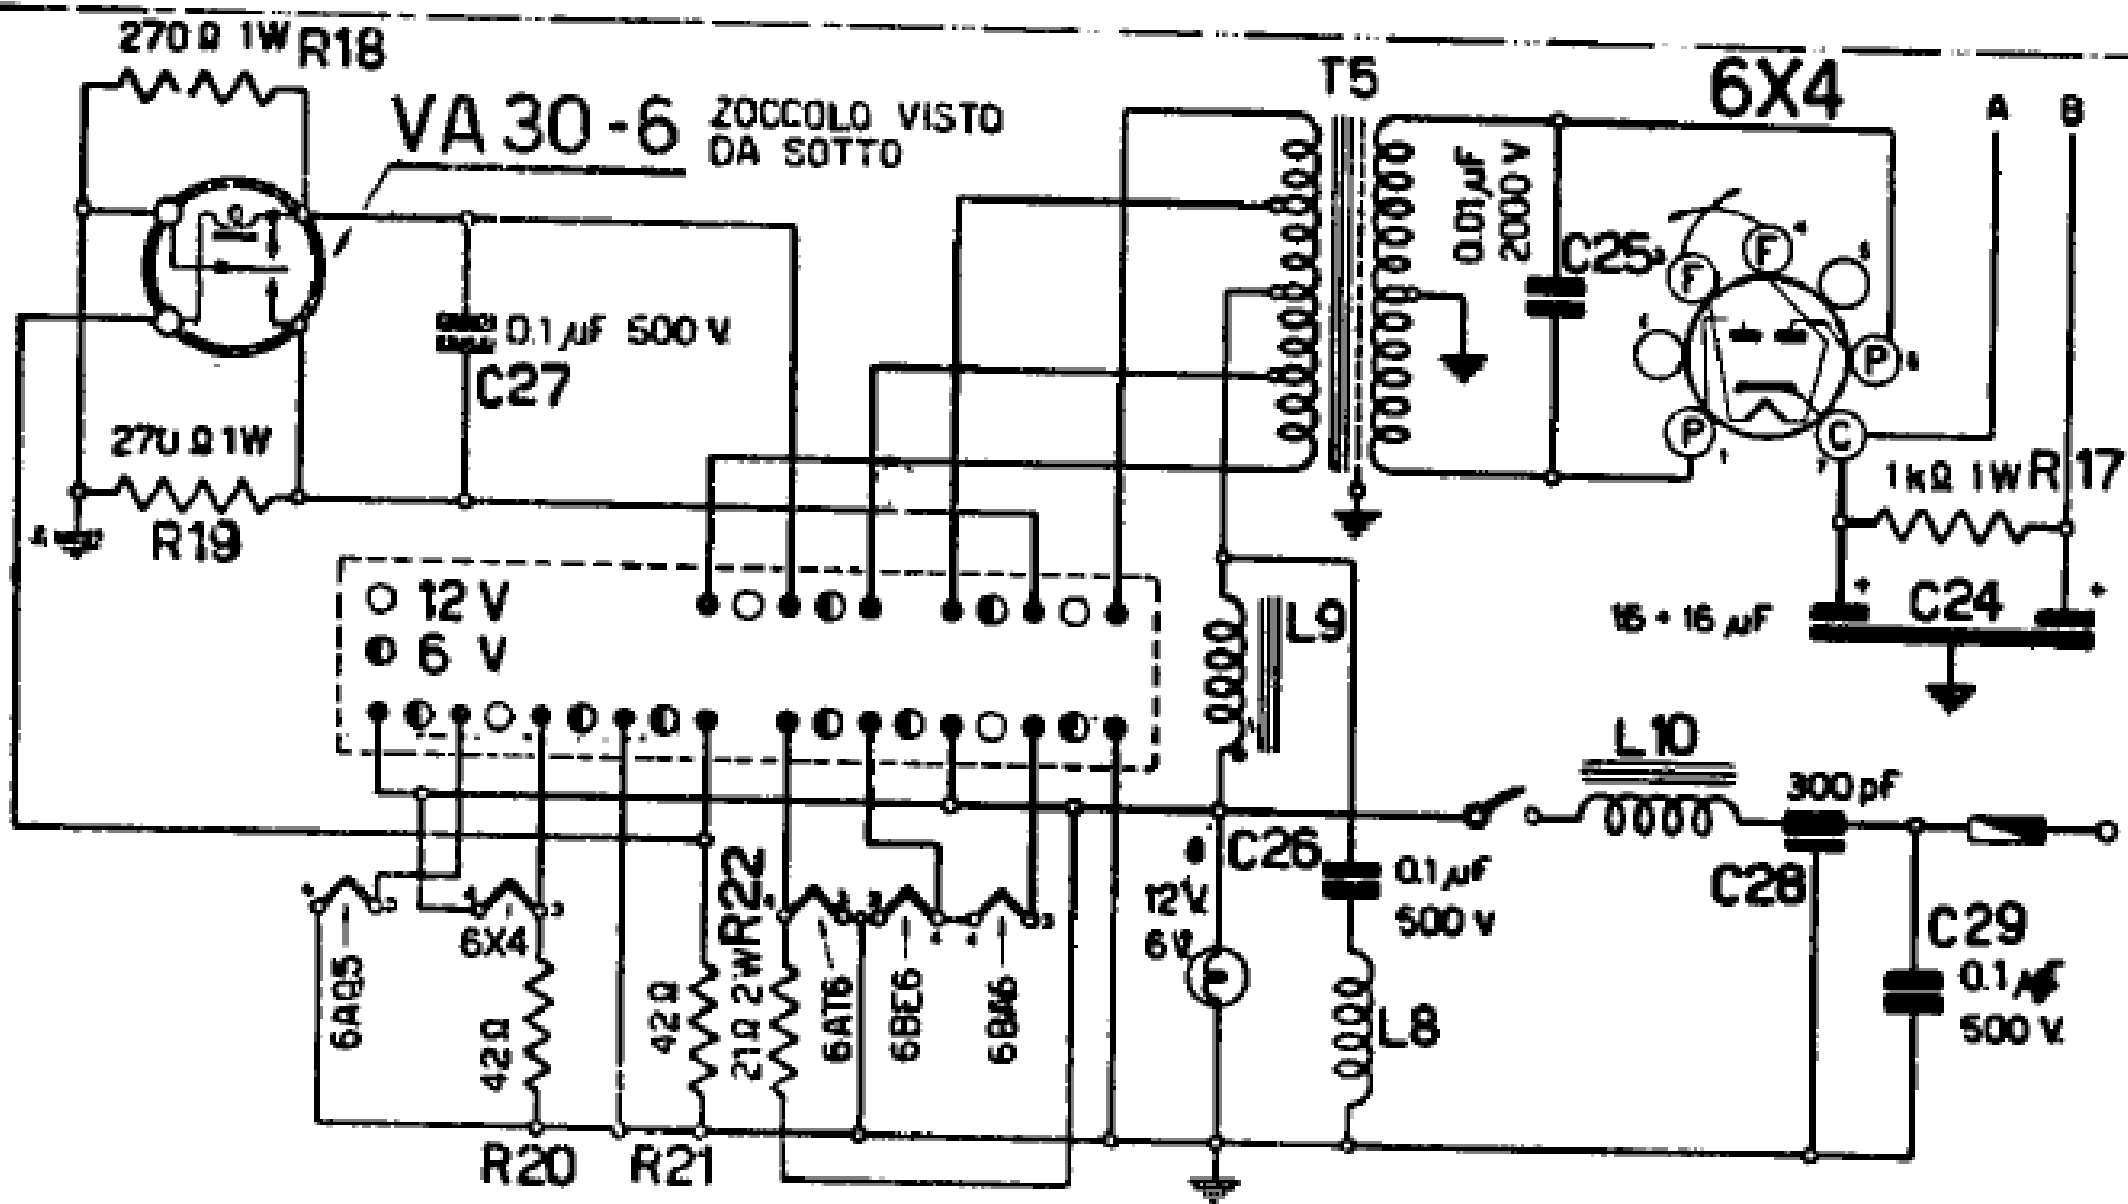 270 Ω 1W R18
VA 30-6 ZOCCOLO VISTO
DA SOTTO
T5
6X4
A B
0.01 µF
2000 V
C25
F F
P
P C
0.1 µF 500 V
C27
270 Ω 1W
R19
1kΩ 1W R17
12 V
6 V
L9
16 + 16 µF
C24
L10
300 pF
C28
C26
0.1 µF
500 V
12 V.
6 V.
C29
0.1 µF
500 V.
L8
6AQ5
6X4
42 Ω
42 Ω
21 Ω 2W R22
6AT6
6BE6
6BA6
R20 R21